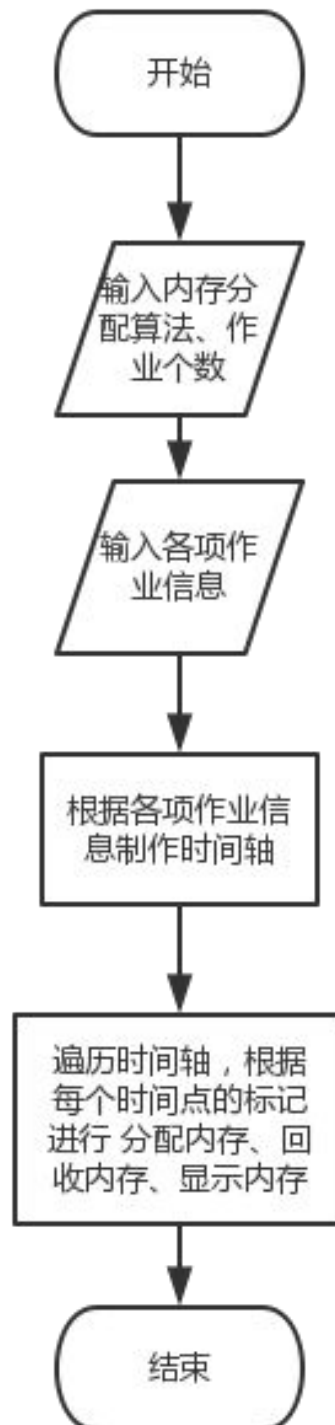 开始
输入内存分
配算法、作
业个数
输入各项作
业信息
根据各项作业信
息制作时间轴
遍历时间轴，根据
每个时间点的标记
进行 分配内存、回
收内存、显示内存
结束